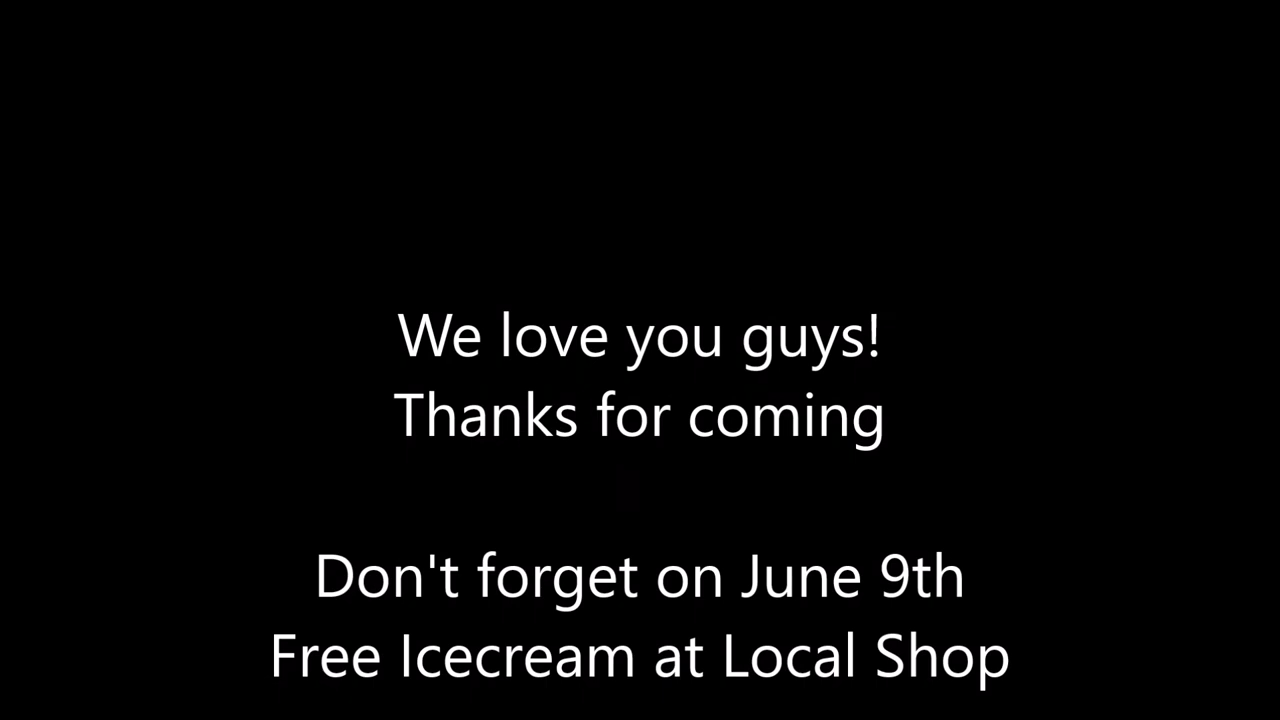 We love you guys!
Thanks for coming
Don't forget on June 9th
Free Icecream at Local Shop